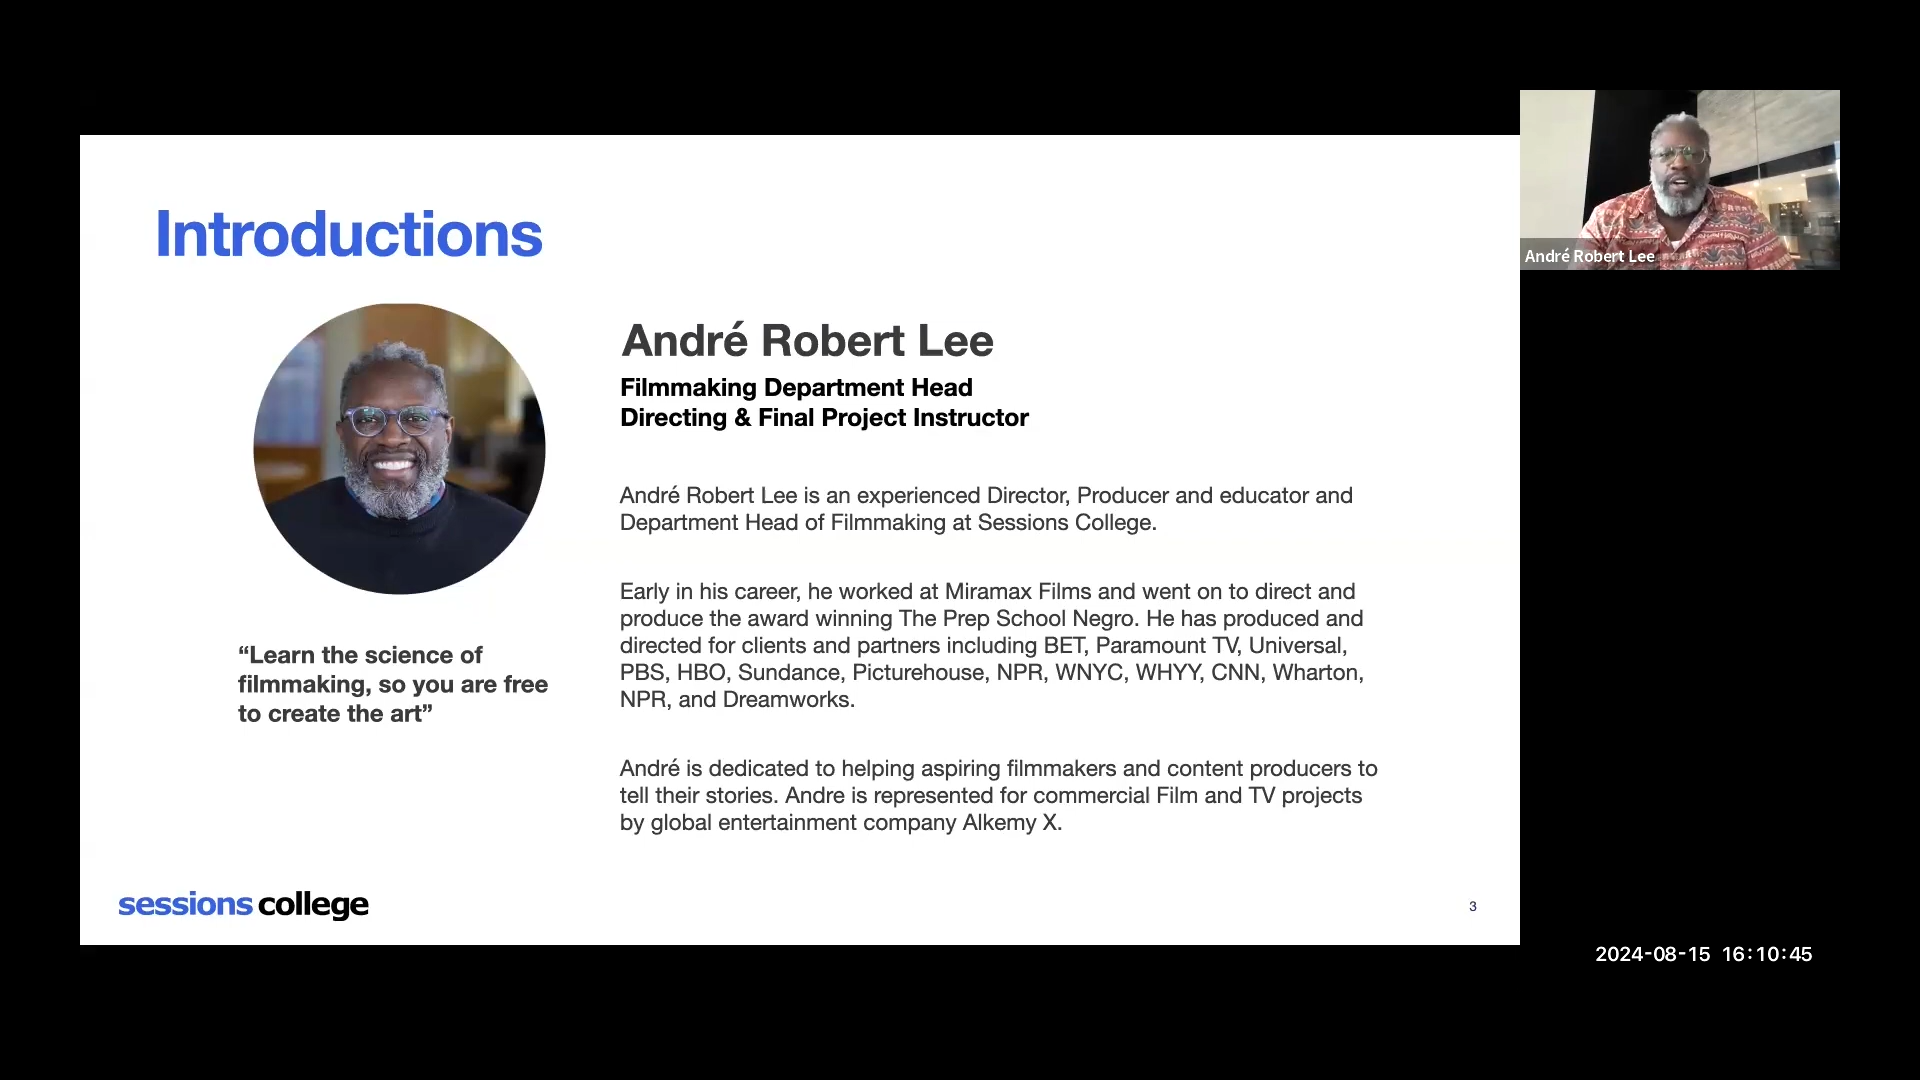 Introductions
André Robert Lee
Filmmaking Department Head
Directing & Final Project Instructor
André Robert Lee is an experienced Director, Producer and educator and
Department Head of Filmmaking at Sessions College.
Early in his career, he worked at Miramax Films and went on to direct and
produce the award winning The Prep School Negro. He has produced and
directed for clients and partners including BET, Paramount TV, Universal,
PBS, HBO, Sundance, Picturehouse, NPR, WNYC, WHYY, CNN, Wharton,
NPR, and Dreamworks.
André is dedicated to helping aspiring filmmakers and content producers to
tell their stories. Andre is represented for commercial Film and TV projects
by global entertainment company Alkemy X.
“Learn the science of
filmmaking, so you are free
to create the art”
sessions college
3
André Robert Lee
2024-08-15 16:10:45